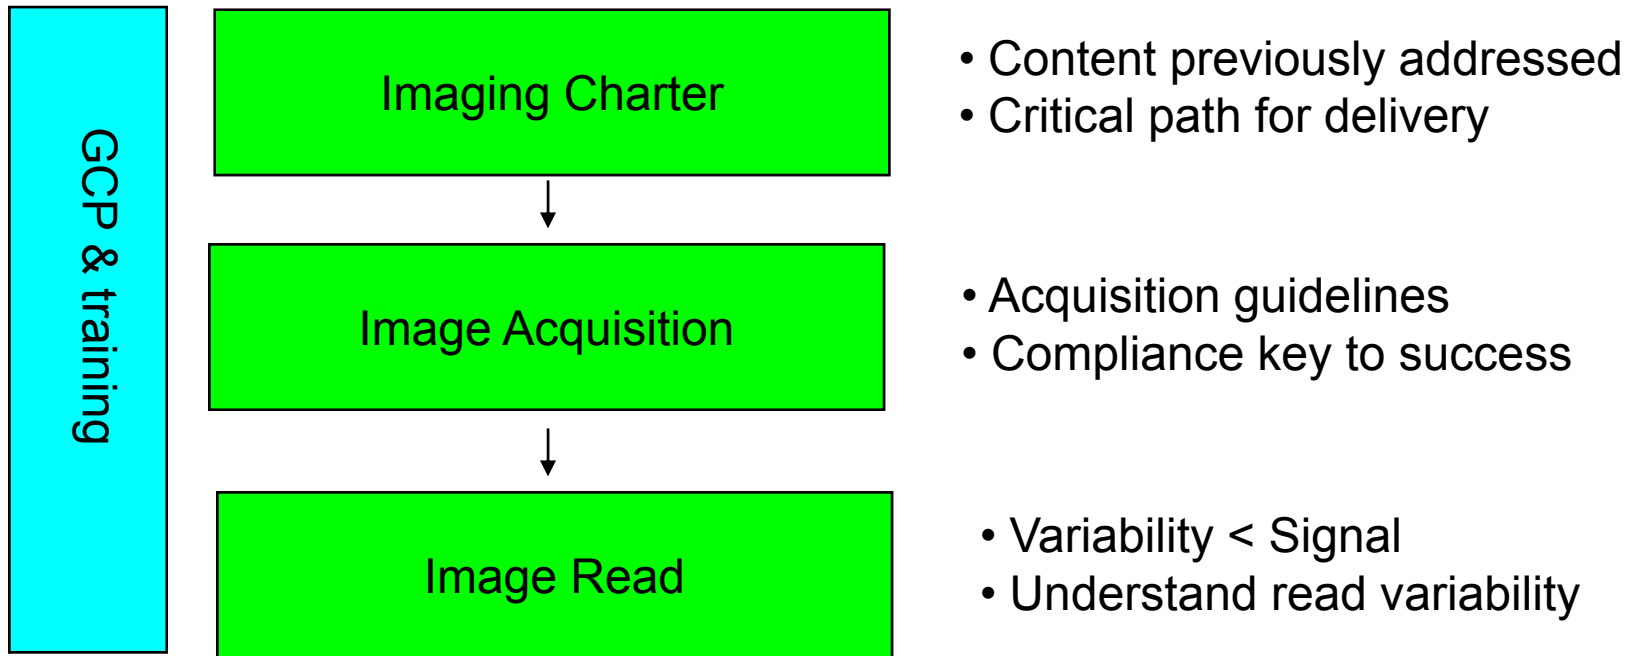 GCP & training
Imaging Charter
• Content previously addressed
• Critical path for delivery
Image Acquisition
• Acquisition guidelines
• Compliance key to success
Image Read
• Variability < Signal
• Understand read variability